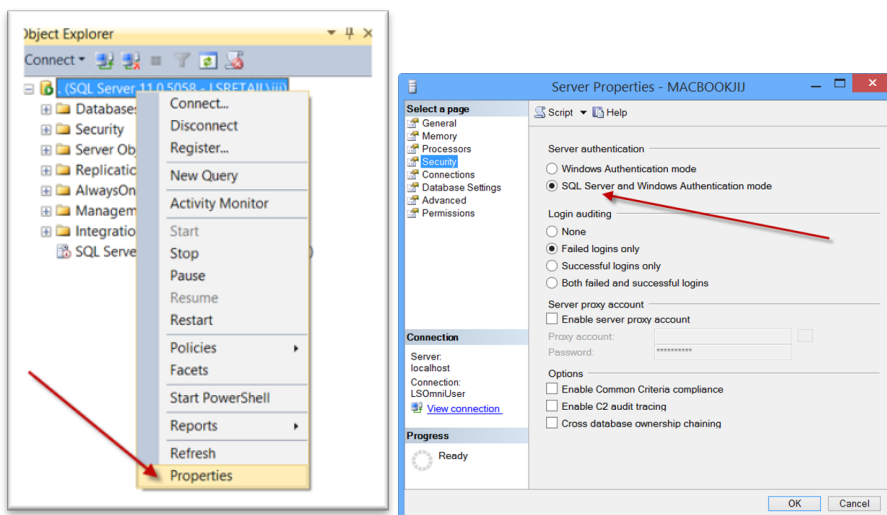 Object Explorer
Connect
. (SQL Server 11.0.5058 - LSRETAIL\jij)
Databases
Security
Server Obj
Replicatio
AlwaysOn
Managem
Integratio
SQL Serve
)
Connect...
Disconnect
Register...
New Query
Activity Monitor
Start
Stop
Pause
Resume
Restart
Policies
Facets
Start PowerShell
Reports
Refresh
Properties
Server Properties - MACBOOKJIJ
Select a page
General
Memory
Processors
Security
Connections
Database Settings
Advanced
Permissions
Connection
Server:
localhost
Connection:
LSOmniUser
View connection
Progress
Ready
Script Help
Server authentication
Windows Authentication mode
SQL Server and Windows Authentication mode
Login auditing
None
Failed logins only
Successful logins only
Both failed and successful logins
Server proxy account
Enable server proxy account
Proxy account:
Password: **********
Options
Enable Common Criteria compliance
Enable C2 audit tracing
Cross database ownership chaining
OK Cancel